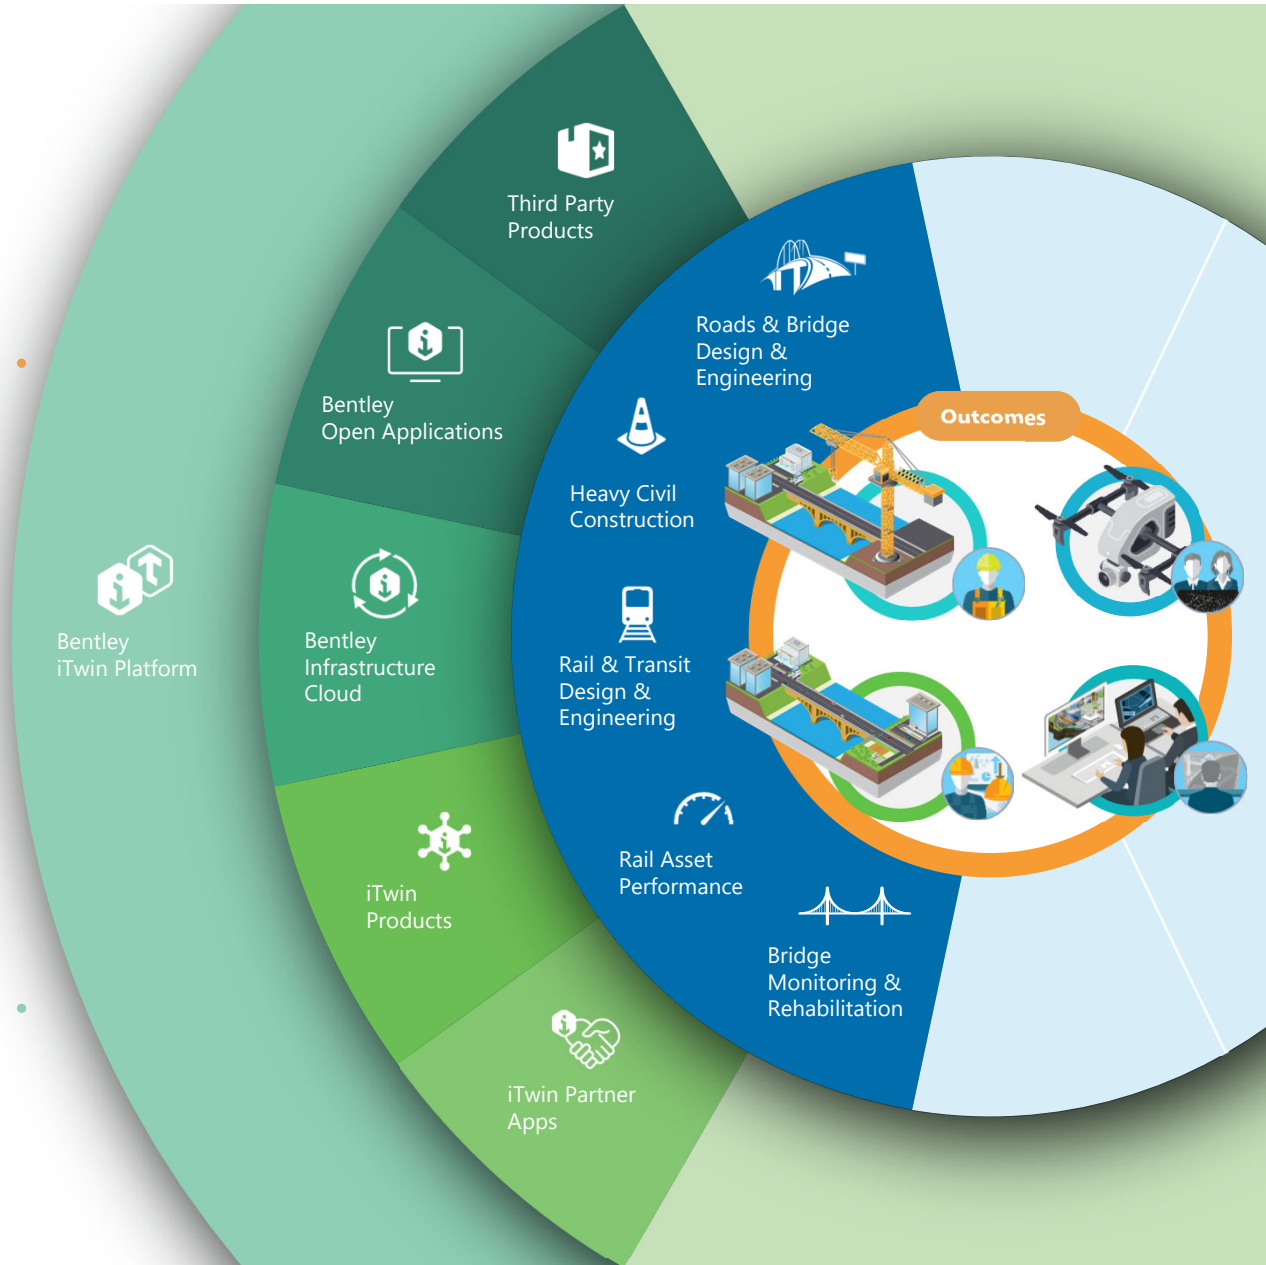 Third Party
Products
Bentley
Open Applications
Bentley
iTwin Platform
Bentley
Infrastructure
Cloud
iTwin
Products
iTwin Partner
Apps
Roads & Bridge
Design &
Engineering
Heavy Civil
Construction
Rail & Transit
Design &
Engineering
Rail Asset
Performance
Bridge
Monitoring &
Rehabilitation
Outcomes